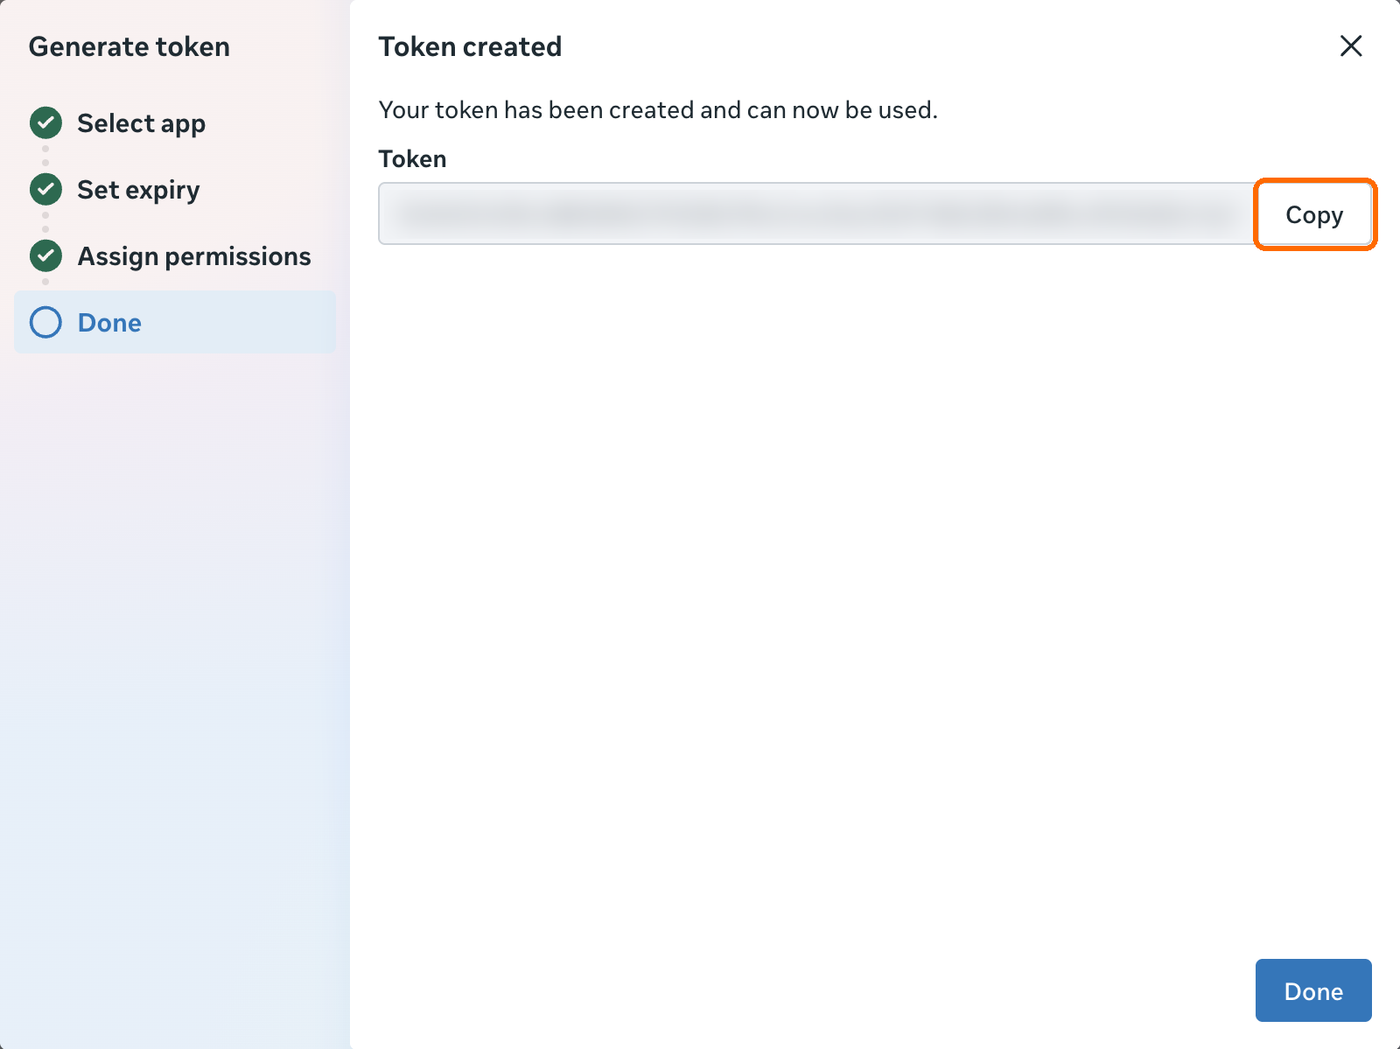 Generate token
Select app
Set expiry
Assign permissions
Done
Token created
Your token has been created and can now be used.
Token
Copy
Done